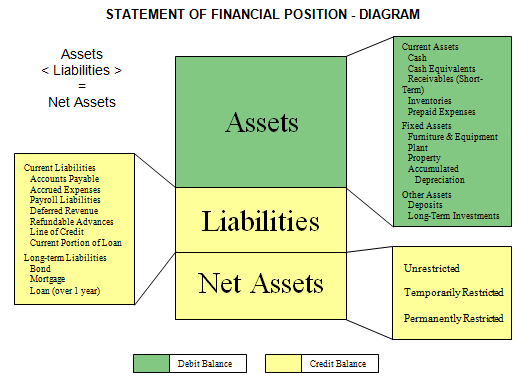 STATEMENT OF FINANCIAL POSITION - DIAGRAM
Assets
< Liabilities >
=
Net Assets
Assets
Liabilities
Net Assets
Current Assets
Cash
Cash Equivalents
Receivables (Short-
Term)
Inventories
Prepaid Expenses
Fixed Assets
Furniture & Equipment
Plant
Property
Accumulated
Depreciation
Other Assets
Deposits
Long-Term Investments
Current Liabilities
Accounts Payable
Accrued Expenses
Payroll Liabilities
Deferred Revenue
Refundable Advances
Line of Credit
Current Portion of Loan
Long-term Liabilities
Bond
Mortgage
Loan (over 1 year)
Unrestricted
Temporarily Restricted
Permanently Restricted
Debit Balance
Credit Balance